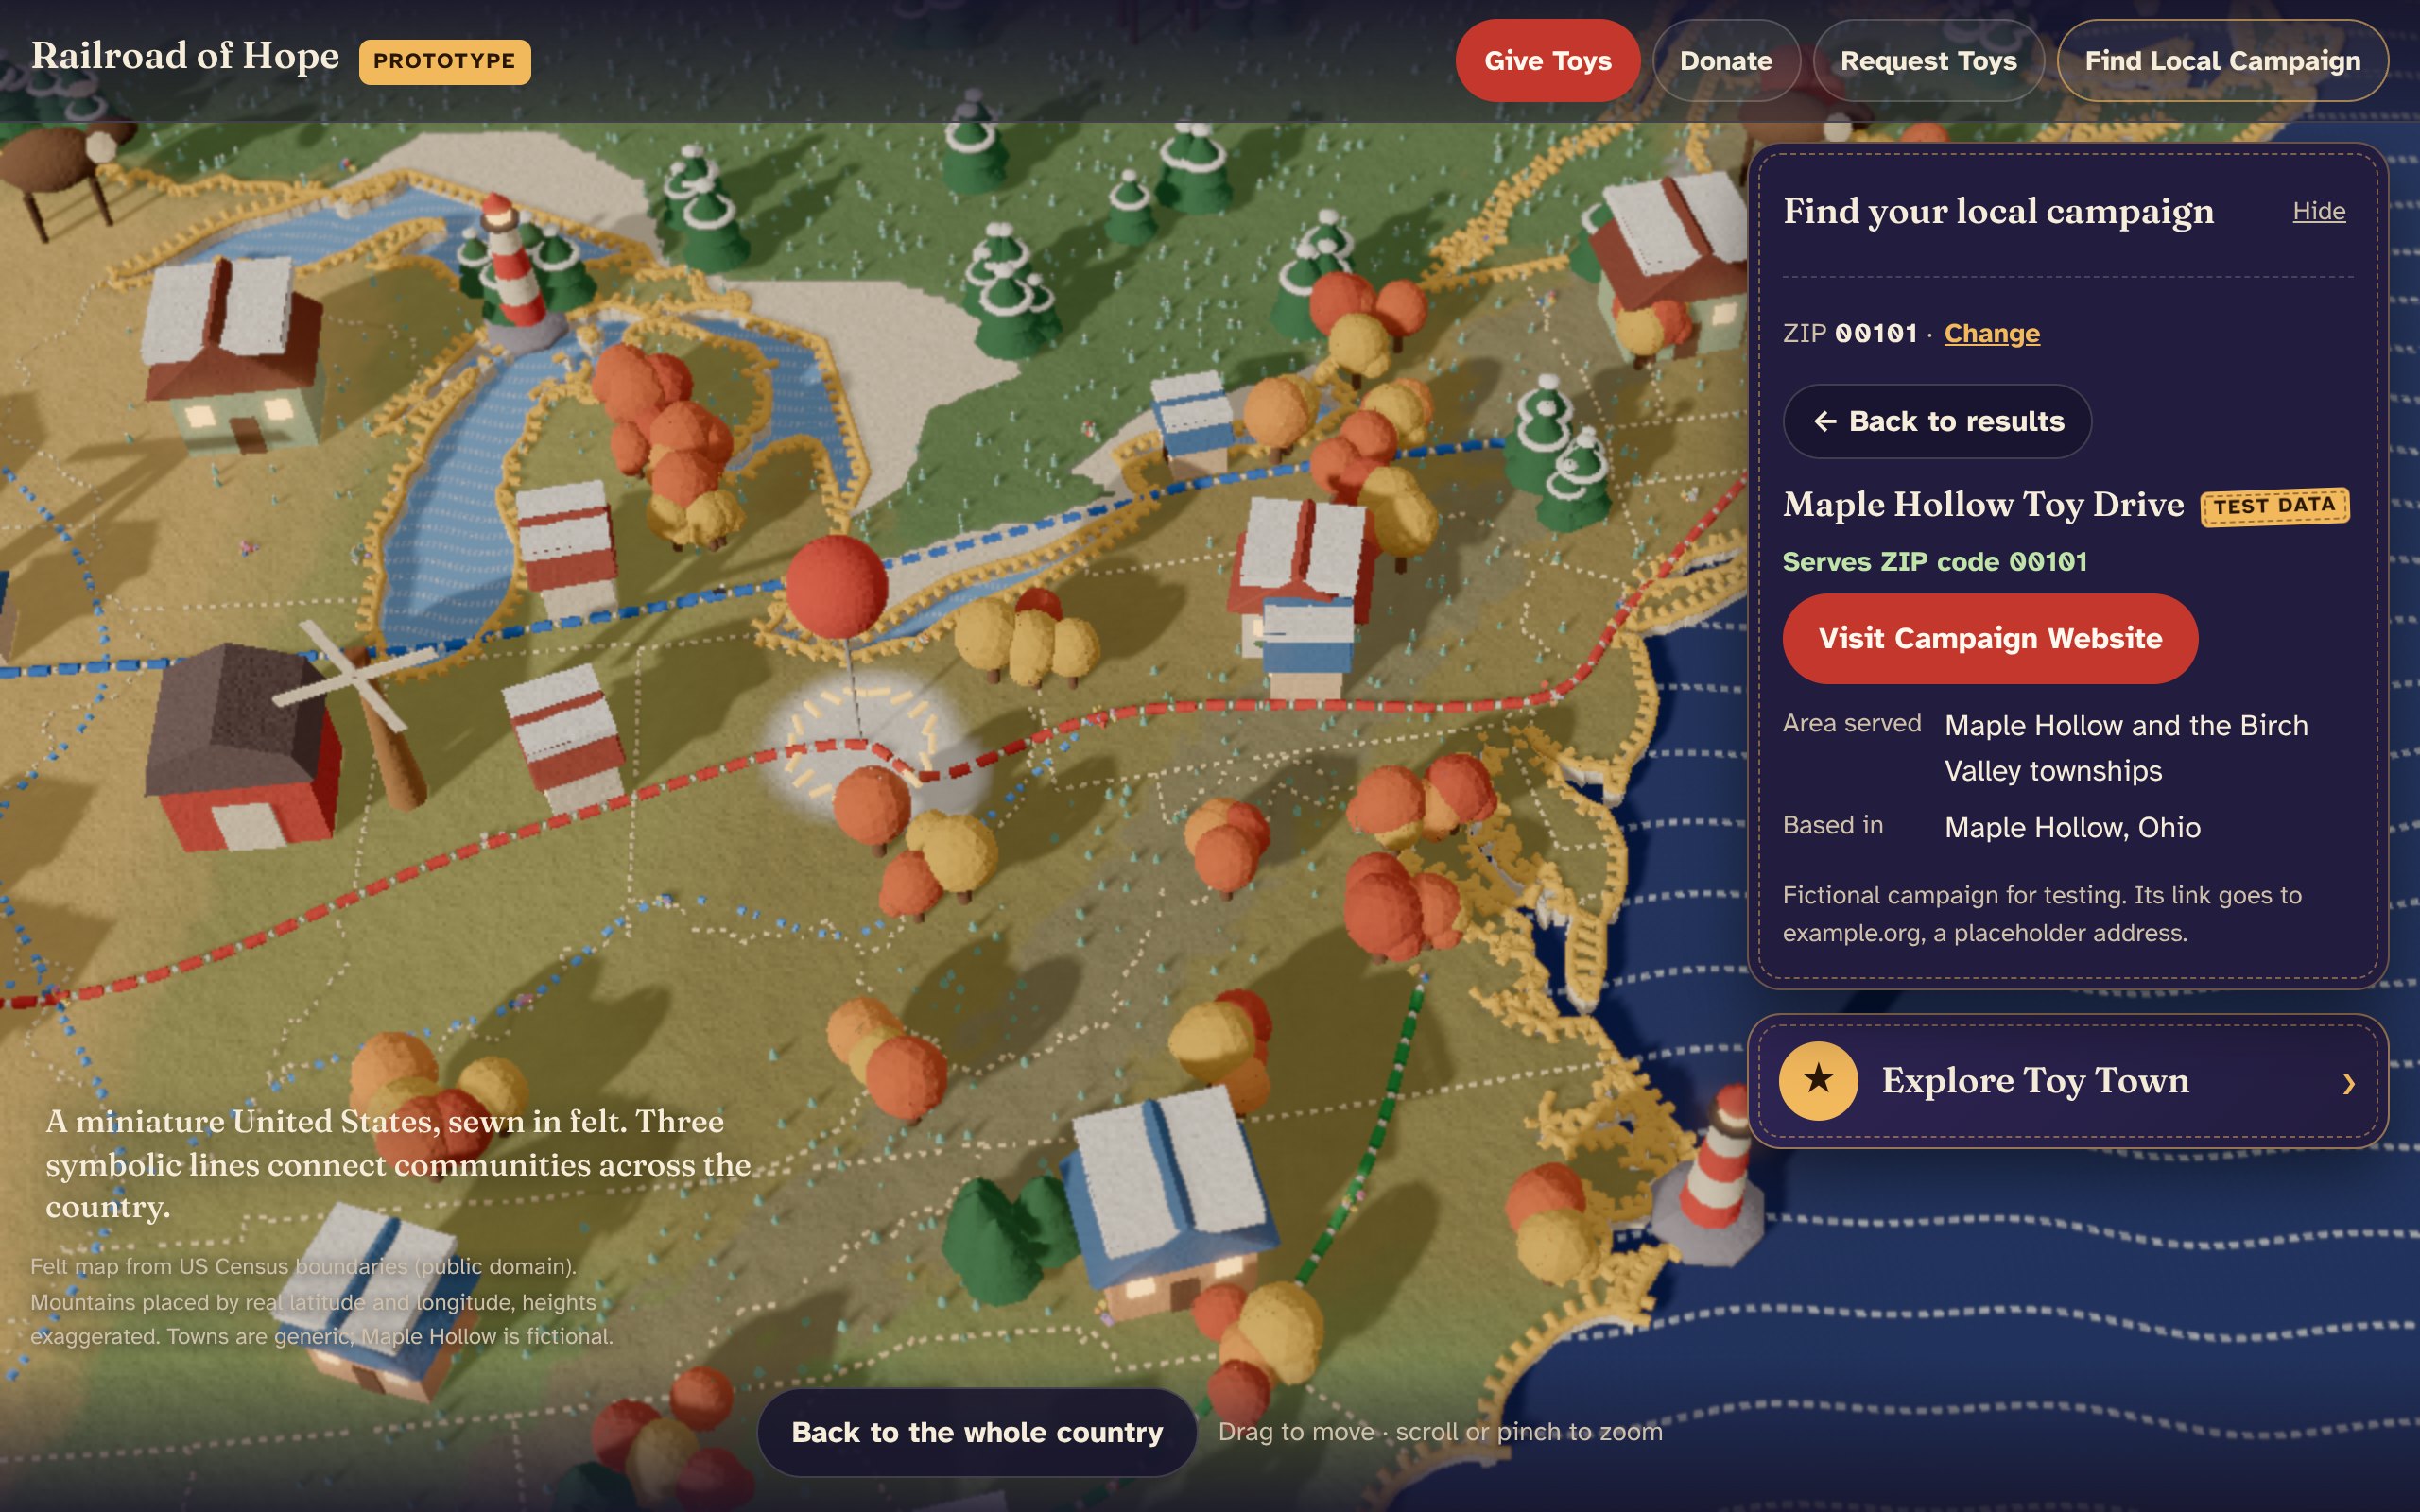 Railroad of Hope PROTOTYPE
Give Toys Donate Request Toys Find Local Campaign
Find your local campaign Hide
ZIP 00101 · Change
← Back to results
Maple Hollow Toy Drive TEST DATA
Serves ZIP code 00101
Visit Campaign Website
Area served Maple Hollow and the Birch
Valley townships
Based in Maple Hollow, Ohio
Fictional campaign for testing. Its link goes to
example.org, a placeholder address.
★ Explore Toy Town ›
A miniature United States, sewn in felt. Three
symbolic lines connect communities across the
country.
Felt map from US Census boundaries (public domain).
Mountains placed by real latitude and longitude, heights
exaggerated. Towns are generic, Maple Hollow is fictional.
Back to the whole country Drag to move · scroll or pinch to zoom